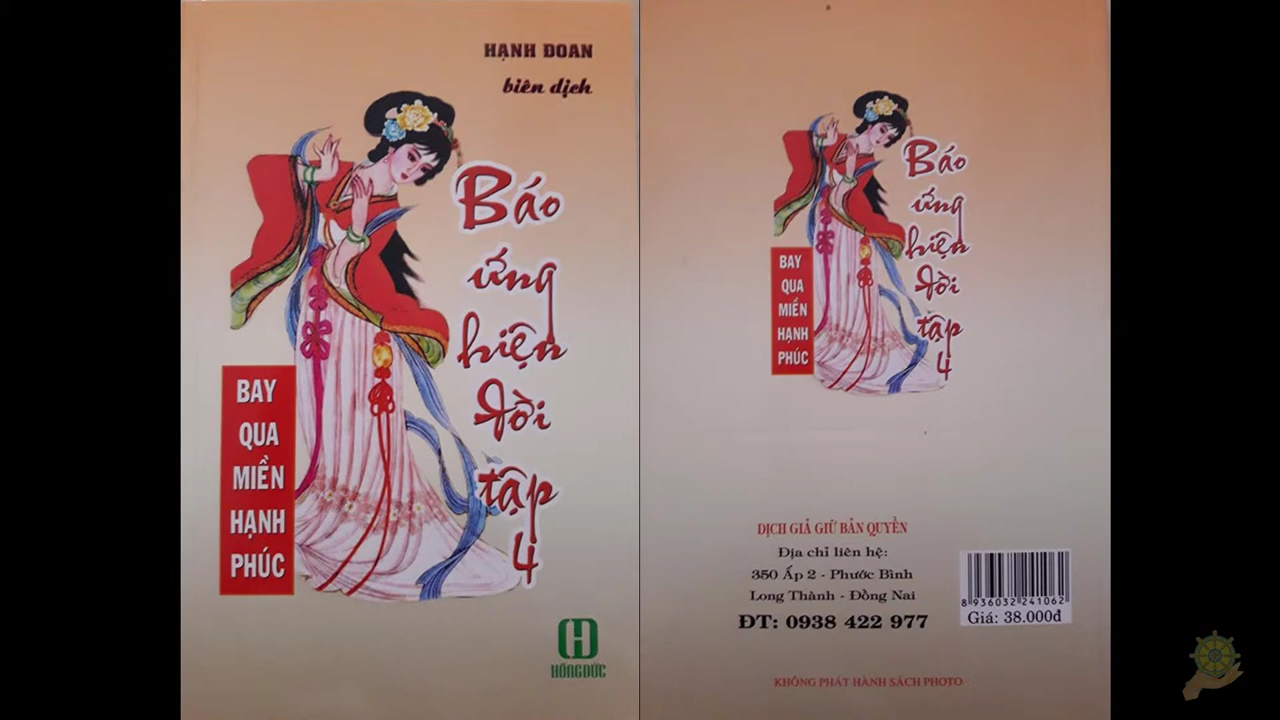 HẠNH ĐOAN
biên dịch
Báo
ứng
hiện
đời
tập
4
BAY
QUA
MIỀN
HẠNH
PHÚC
HỒNG ĐỨC
Báo
ứng
hiện
đời
tập
4
BAY
QUA
MIỀN
HẠNH
PHÚC
DỊCH GIẢ GIỮ BẢN QUYỀN
Địa chỉ liên hệ:
350 Ấp 2 - Phước Bình
Long Thành - Đồng Nai
ĐT: 0938 422 977
8 936032 241062
Giá: 38.000đ
KHÔNG PHÁT HÀNH SÁCH PHOTO